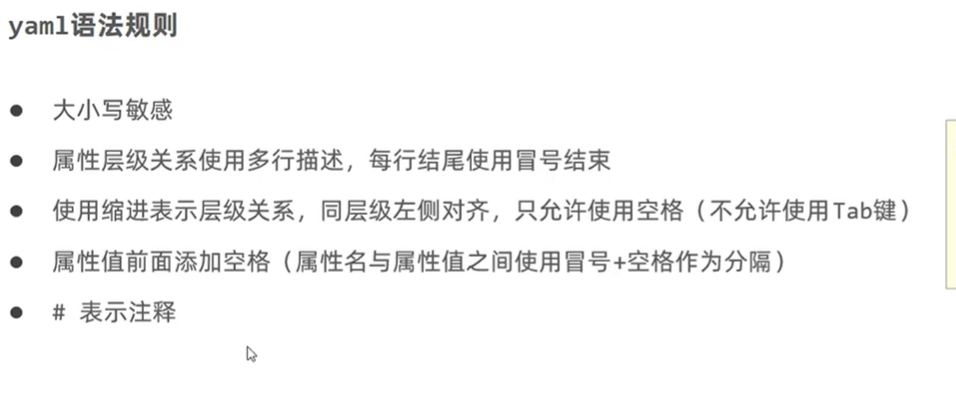 yaml语法规则
● 大小写敏感
● 属性层级关系使用多行描述，每行结尾使用冒号结束
● 使用缩进表示层级关系，同层级左侧对齐，只允许使用空格（不允许使用Tab键）
● 属性值前面添加空格（属性名与属性值之间使用冒号+空格作为分隔）
● # 表示注释